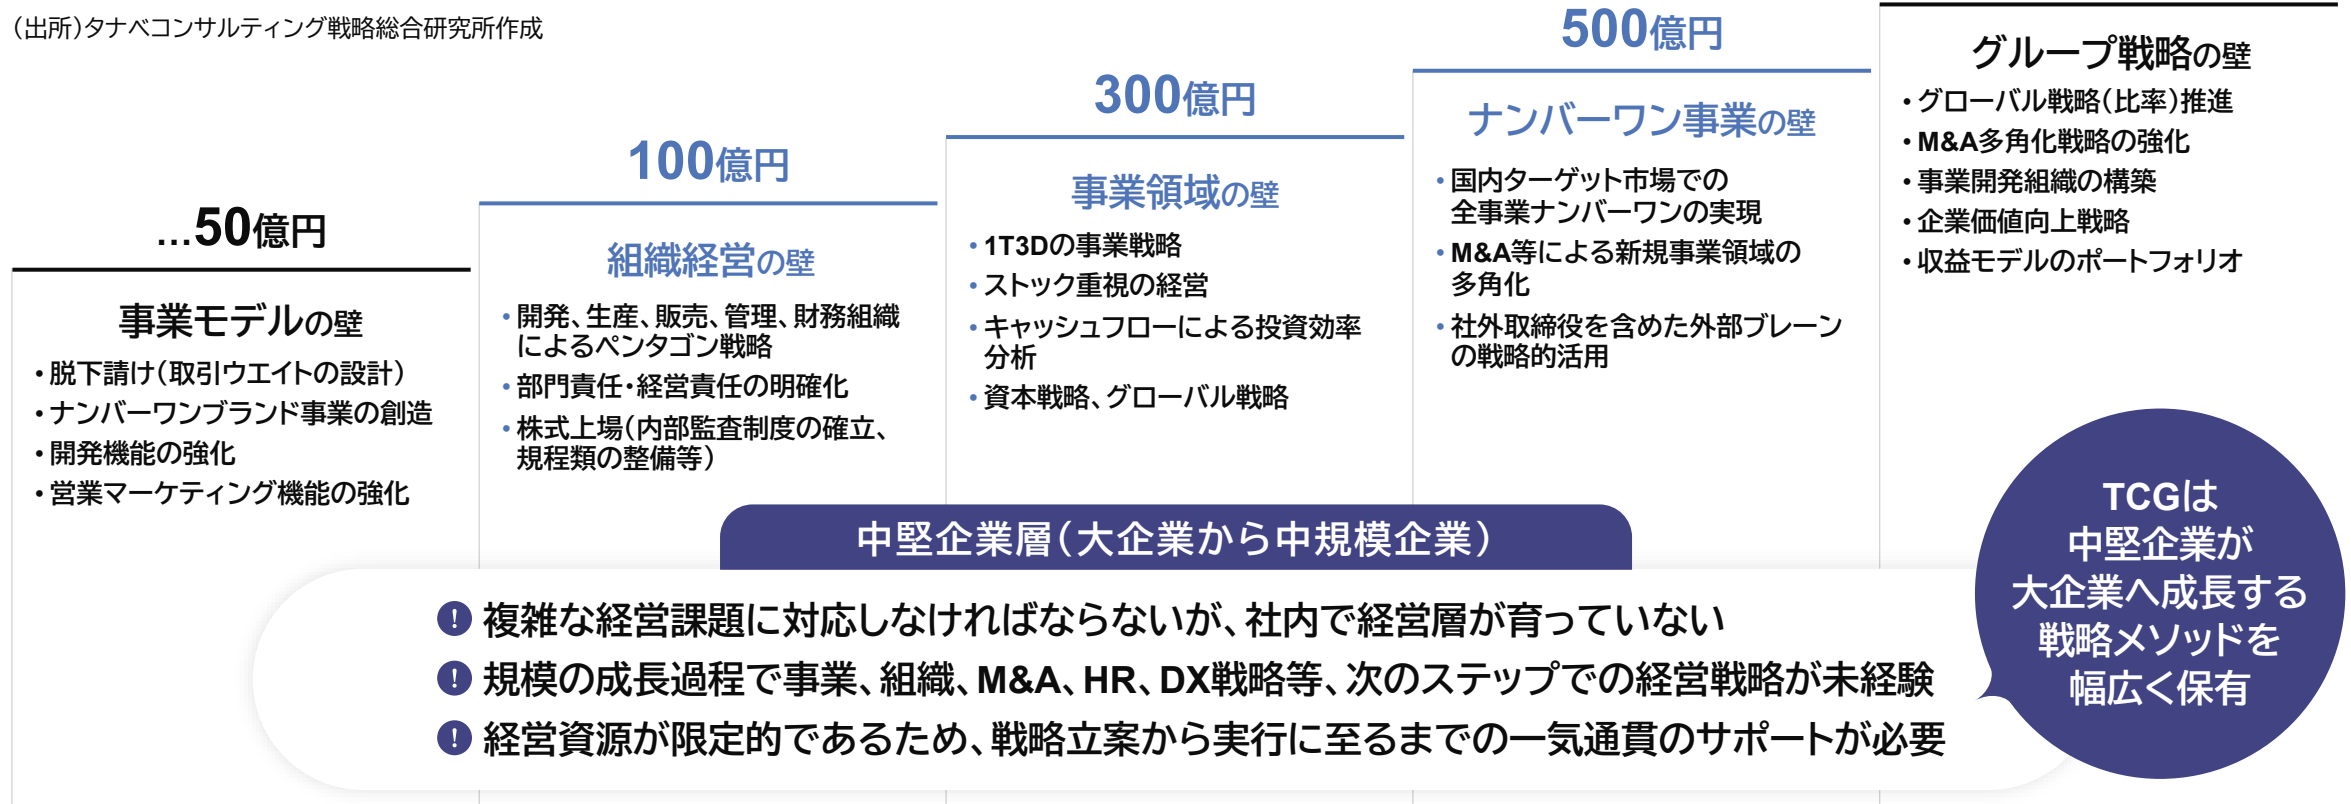 （出所）タナベコンサルティング戦略総合研究所作成
…50億円
事業モデルの壁
・脱下請け（取引ウエイトの設計）
・ナンバーワンブランド事業の創造
・開発機能の強化
・営業マーケティング機能の強化
100億円
組織経営の壁
・開発、生産、販売、管理、財務組織
によるペンタゴン戦略
・部門責任・経営責任の明確化
・株式上場（内部監査制度の確立、
規程類の整備等）
300億円
事業領域の壁
・1T3Dの事業戦略
・ストック重視の経営
・キャッシュフローによる投資効率
分析
・資本戦略、グローバル戦略
500億円
ナンバーワン事業の壁
・国内ターゲット市場での
全事業ナンバーワンの実現
・M&A等による新規事業領域の
多角化
・社外取締役を含めた外部ブレーン
の戦略的活用
グループ戦略の壁
・グローバル戦略（比率）推進
・M&A多角化戦略の強化
・事業開発組織の構築
・企業価値向上戦略
・収益モデルのポートフォリオ
中堅企業層（大企業から中規模企業）
! 複雑な経営課題に対応しなければならないが、社内で経営層が育っていない
! 規模の成長過程で事業、組織、M&A、HR、DX戦略等、次のステップでの経営戦略が未経験
! 経営資源が限定的であるため、戦略立案から実行に至るまでの一気通貫のサポートが必要
TCGは
中堅企業が
大企業へ成長する
戦略メソッドを
幅広く保有